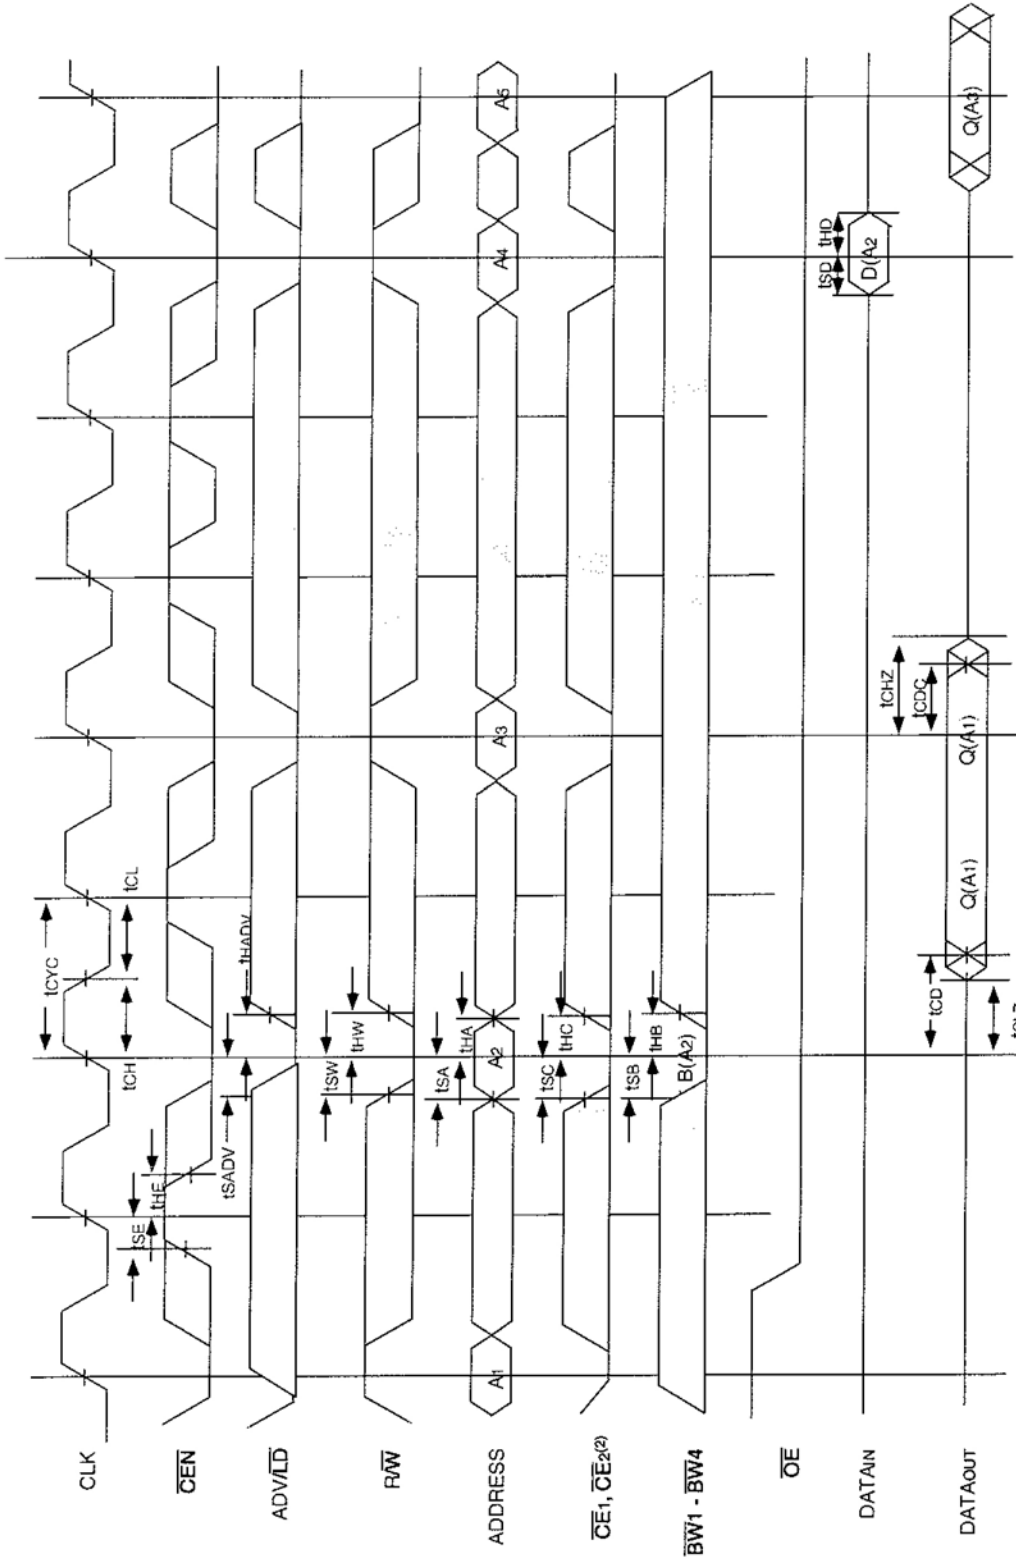 CLK
tCYC
tCH
tCL
CEN
tSE
tHE
ADV/LD
tSADV
tHADV
R/W
tSW
tHW
ADDRESS
tSA
tHA
A1
A2
A3
A4
A5
CE1, CE2(2)
tSC
tHC
BW1 - BW4
tSB
tHB
B(A2)
OE
DATAIN
tSD
tHD
D(A2
DATAOUT
tCD
tCHZ
tCDC
Q(A1)
Q(A1)
Q(A3)